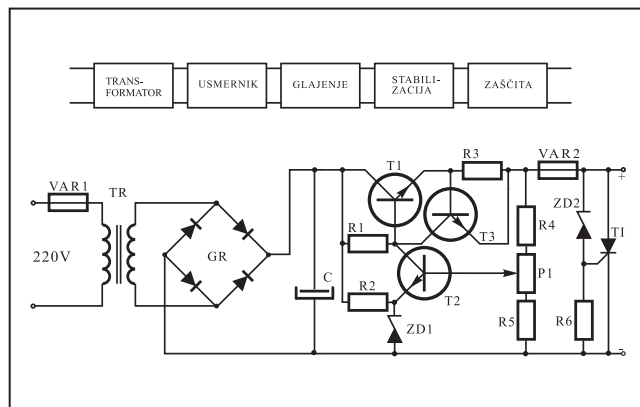 TRANS-
FORMATOR
USMERNIK
GLAJENJE
STABILI-
ZACIJA
ZAŠČITA
VAR1
TR
220V
GR
C
T1
R1
R2
T2
ZD1
R3
T3
VAR2
R4
P1
R5
ZD2
TI
R6
+
-